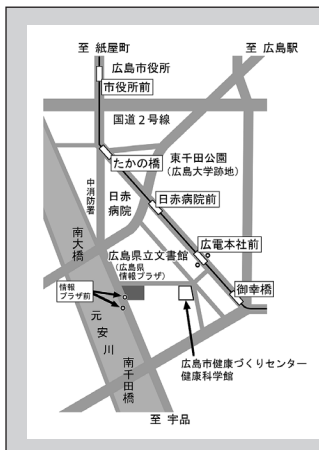 至 紙屋町
至 広島駅
広島市役所
市役所前
国道2号線
たかの橋
東千田公園
(広島大学跡地)
中消防署
日赤
病院
日赤病院前
南大橋
広島県立文書館
(広島県
情報プラザ)
広電本社前
情報
プラザ前
御幸橋
元安川
南千田橋
広島市健康づくりセンター
健康科学館
至 宇品